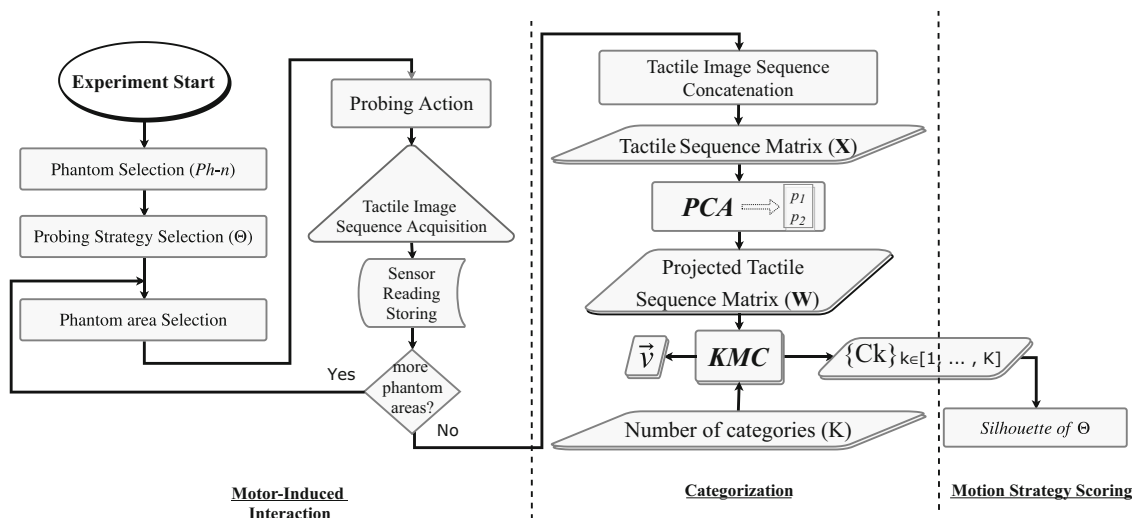 Experiment Start
Phantom Selection (Ph-n)
Probing Strategy Selection (Θ)
Phantom area Selection
Probing Action
Tactile Image
Sequence Acquisition
Sensor
Reading
Storing
more
phantom
areas?
Yes
No
Motor-Induced
Interaction
Tactile Image Sequence
Concatenation
Tactile Sequence Matrix (X)
PCA
p1
p2
Projected Tactile
Sequence Matrix (W)
v⃗
KMC
{Ck}k∈[1, ... , K]
Number of categories (K)
Categorization
Silhouette of Θ
Motion Strategy Scoring